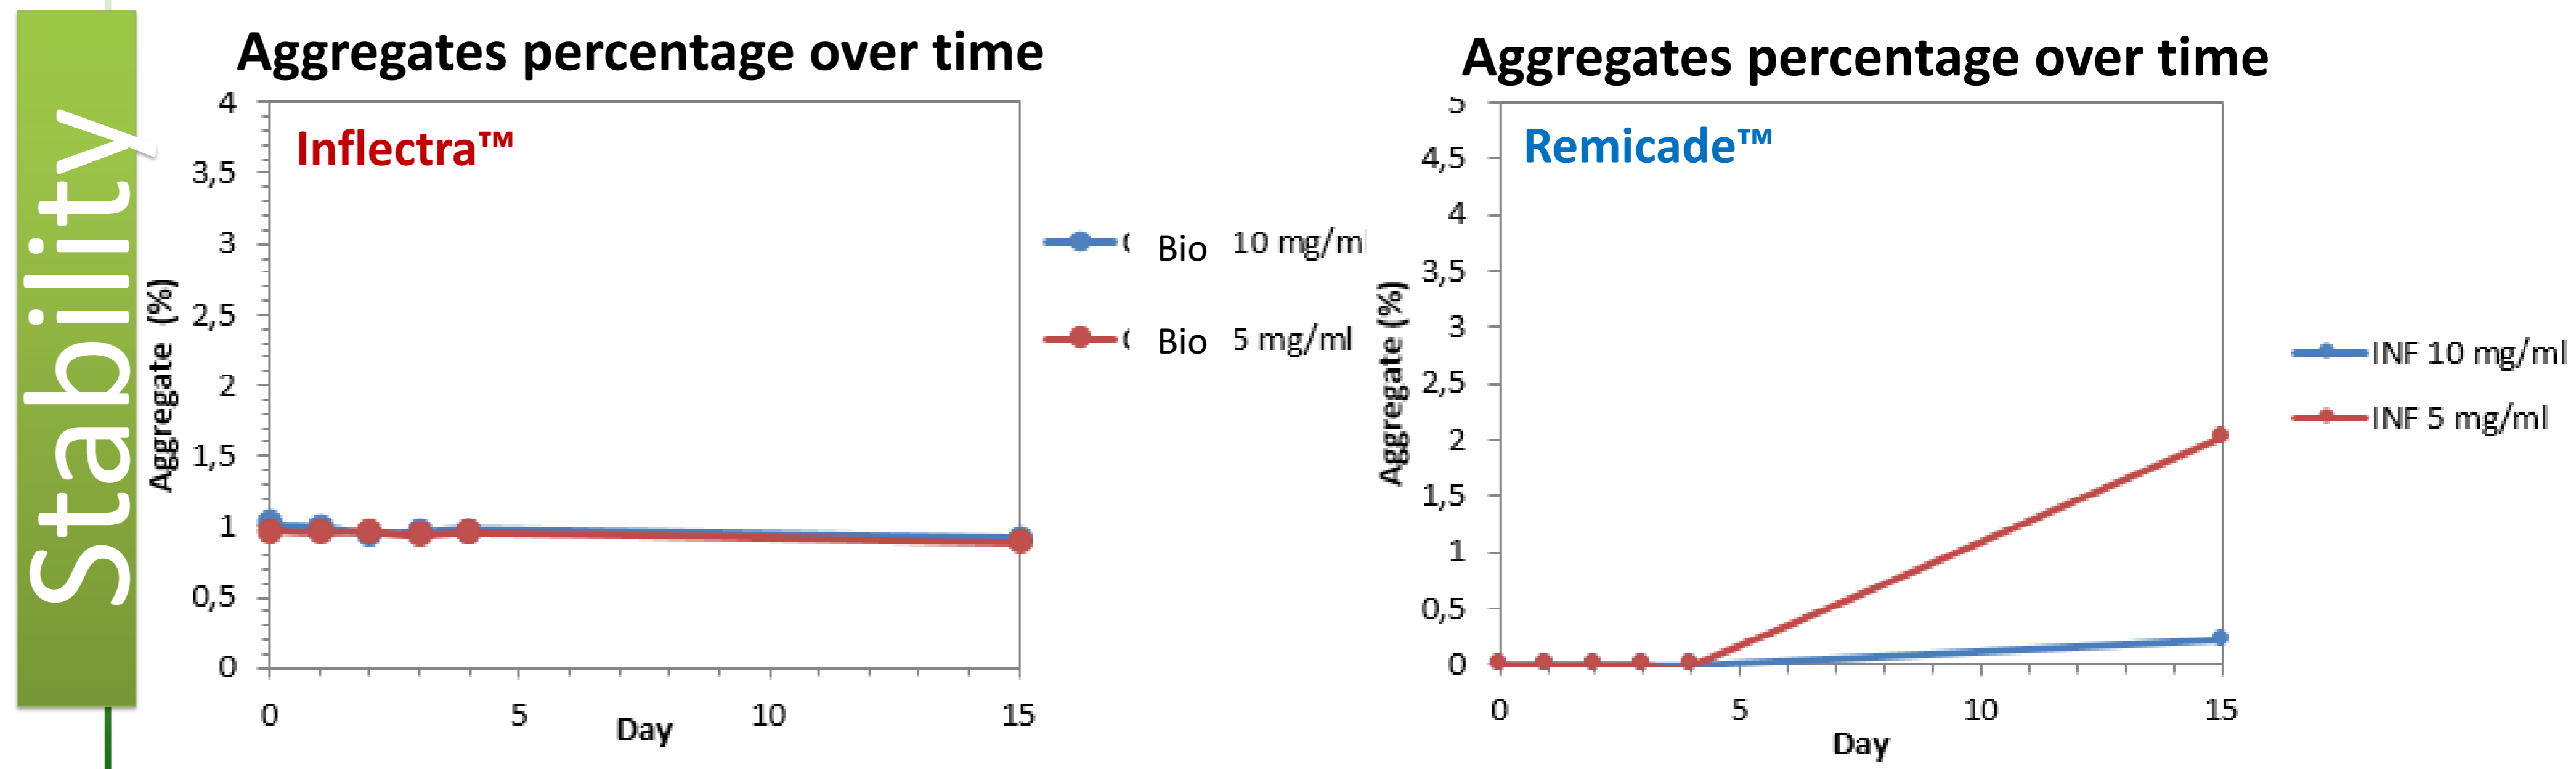 Stability
Aggregates percentage over time
Inflectra™
4
3,5
3
2,5
2
1,5
1
0,5
0
Aggregate (%)
0 5 10 15
Day
Bio 10 mg/ml
Bio 5 mg/ml
Aggregates percentage over time
Remicade™
5
4,5
4
3,5
3
2,5
2
1,5
1
0,5
0
Aggregate (%)
0 5 10 15
Day
INF 10 mg/ml
INF 5 mg/ml